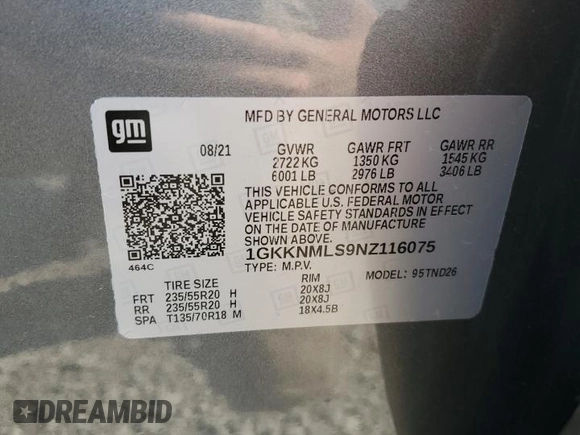 gm
MFD BY GENERAL MOTORS LLC
08/21 GVWR GAWR FRT GAWR RR
2722 KG 1350 KG 1545 KG
6001 LB 2976 LB 3406 LB
THIS VEHICLE CONFORMS TO ALL
APPLICABLE U.S. FEDERAL MOTOR
VEHICLE SAFETY STANDARDS IN EFFECT
ON THE DATE OF MANUFACTURE
SHOWN ABOVE.
1GKKNMLS9NZ116075
464C
TYPE: M.P.V. MODEL: 95TND26
TIRE SIZE RIM
FRT 235/55R20 H 20X8J
RR 235/55R20 H 20X8J
SPA T135/70R18 M 18X4.5B
DREAMBID